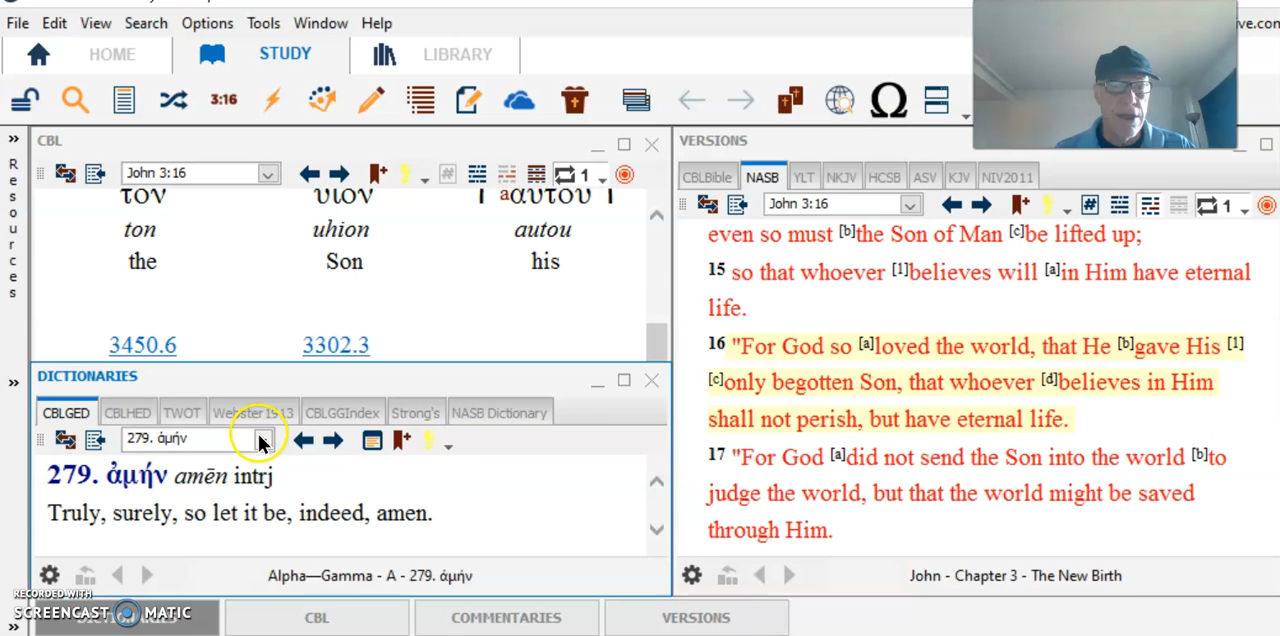 File Edit View Search Options Tools Window Help
ve.con
HOME STUDY LIBRARY
3:16
CBL
John 3:16
1
τον υἱον ⸀ aαυτου ⸀
ton uhion autou
the Son his
3450.6 3302.3
Resources
DICTIONARIES
CBLGED CBLHED TWOT Webster 1913 CBLGGIndex Strong's NASB Dictionary
279. ἀμήν
279. ἀμήν amēn intrj
Truly, surely, so let it be, indeed, amen.
Alpha—Gamma - A - 279. ἀμήν
VERSIONS
CBLBible NASB YLT NKJV HCSB ASV KJV NIV2011
John 3:16
1
even so must [b]the Son of Man [c]be lifted up;
15 so that whoever [1]believes will [a]in Him have eternal
life.
16 "For God so [a]loved the world, that He [b]gave His [1]
[c]only begotten Son, that whoever [d]believes in Him
shall not perish, but have eternal life.
17 "For God [a]did not send the Son into the world [b]to
judge the world, but that the world might be saved
through Him.
John - Chapter 3 - The New Birth
RECORDED WITH
SCREENCAST MATIC
CBL COMMENTARIES VERSIONS